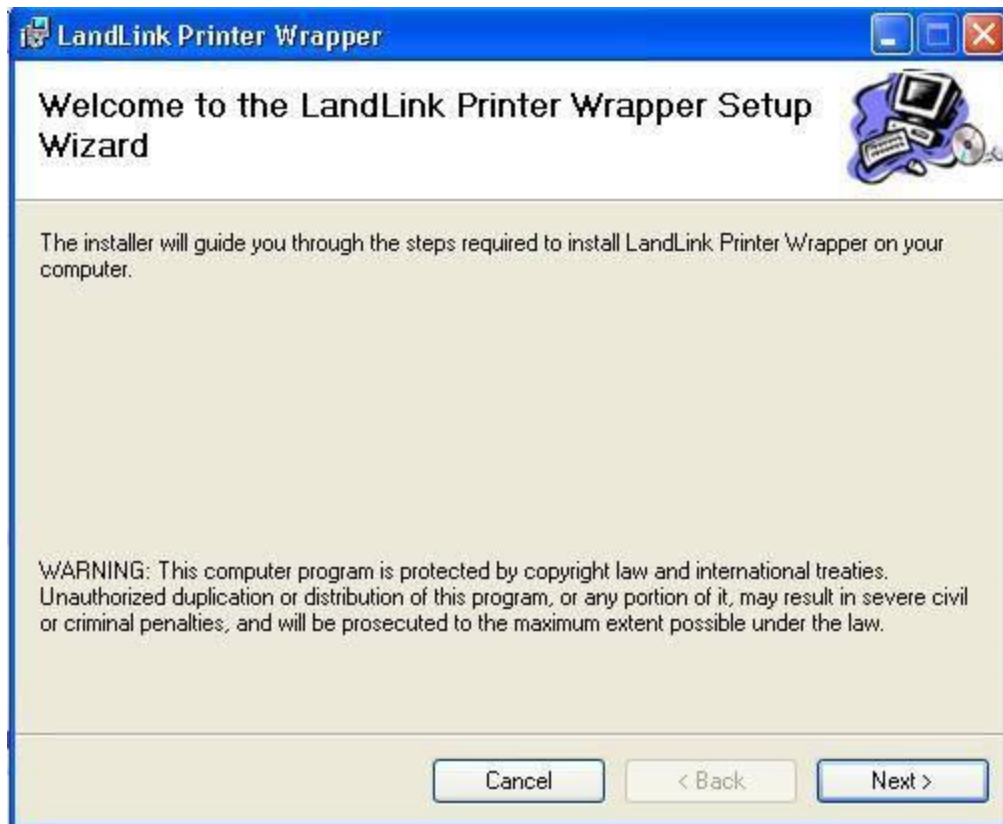 LandLink Printer Wrapper
Welcome to the LandLink Printer Wrapper Setup
Wizard
The installer will guide you through the steps required to install LandLink Printer Wrapper on your
computer.
WARNING: This computer program is protected by copyright law and international treaties.
Unauthorized duplication or distribution of this program, or any portion of it, may result in severe civil
or criminal penalties, and will be prosecuted to the maximum extent possible under the law.
Cancel < Back Next >